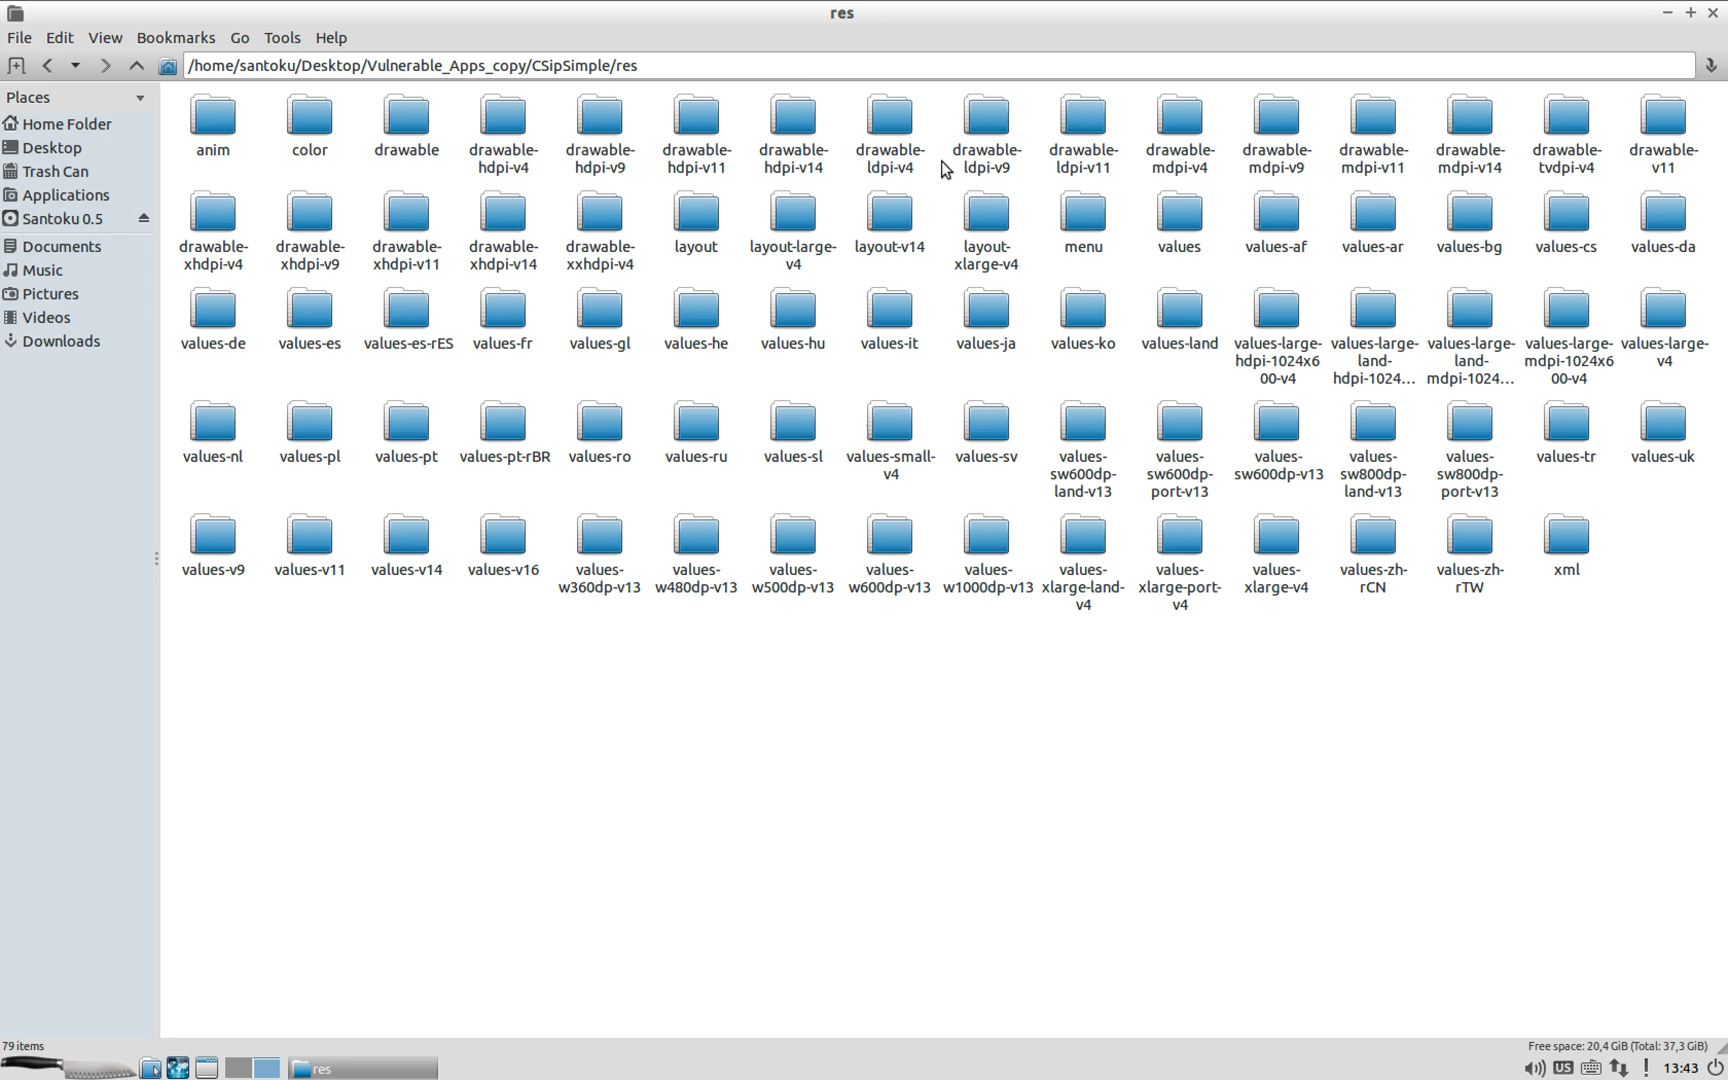 res
File Edit View Bookmarks Go Tools Help
/home/santoku/Desktop/Vulnerable_Apps_copy/CSipSimple/res
Places
Home Folder
Desktop
Trash Can
Applications
Santoku 0.5
Documents
Music
Pictures
Videos
Downloads
anim
color
drawable
drawable-
hdpi-v4
drawable-
hdpi-v9
drawable-
hdpi-v11
drawable-
hdpi-v14
drawable-
ldpi-v4
drawable-
ldpi-v9
drawable-
ldpi-v11
drawable-
mdpi-v4
drawable-
mdpi-v9
drawable-
mdpi-v11
drawable-
mdpi-v14
drawable-
tvdpi-v4
drawable-
v11
drawable-
xhdpi-v4
drawable-
xhdpi-v9
drawable-
xhdpi-v11
drawable-
xhdpi-v14
drawable-
xxhdpi-v4
layout
layout-large-
v4
layout-v14
layout-
xlarge-v4
menu
values
values-af
values-ar
values-bg
values-cs
values-da
values-de
values-es
values-es-rES
values-fr
values-gl
values-he
values-hu
values-it
values-ja
values-ko
values-land
values-large-
hdpi-1024x6
00-v4
values-large-
land-
hdpi-1024...
values-large-
land-
mdpi-1024...
values-large-
mdpi-1024x6
00-v4
values-large-
v4
values-nl
values-pl
values-pt
values-pt-rBR
values-ro
values-ru
values-sl
values-small-
v4
values-sv
values-
sw600dp-
land-v13
values-
sw600dp-
port-v13
values-
sw600dp-v13
values-
sw800dp-
land-v13
values-
sw800dp-
port-v13
values-tr
values-uk
values-v9
values-v11
values-v14
values-v16
values-
w360dp-v13
values-
w480dp-v13
values-
w500dp-v13
values-
w600dp-v13
values-
w1000dp-v13
values-
xlarge-land-
v4
values-
xlarge-port-
v4
values-
xlarge-v4
values-zh-
rCN
values-zh-
rTW
xml
79 items
Free space: 20,4 GiB (Total: 37,3 GiB)
res
US
13:43